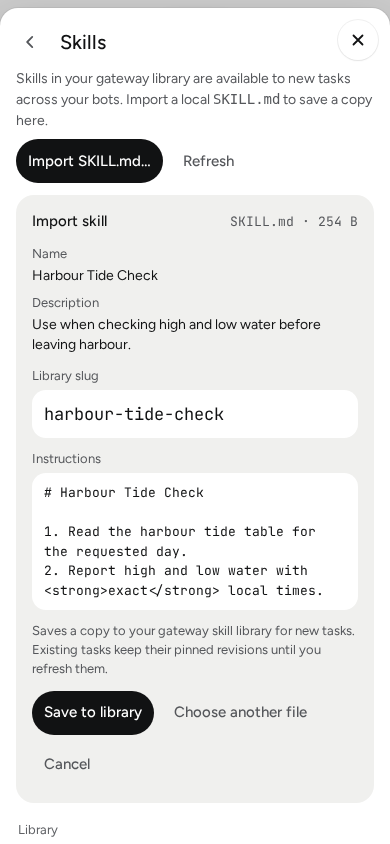 Skills
Skills in your gateway library are available to new tasks
across your bots. Import a local SKILL.md to save a copy
here.
Import SKILL.md... Refresh
Import skill SKILL.md · 254 B
Name
Harbour Tide Check
Description
Use when checking high and low water before
leaving harbour.
Library slug
harbour-tide-check
Instructions
# Harbour Tide Check
1. Read the harbour tide table for
the requested day.
2. Report high and low water with
<strong>exact</strong> local times.
Saves a copy to your gateway skill library for new tasks.
Existing tasks keep their pinned revisions until you
refresh them.
Save to library Choose another file
Cancel
Library